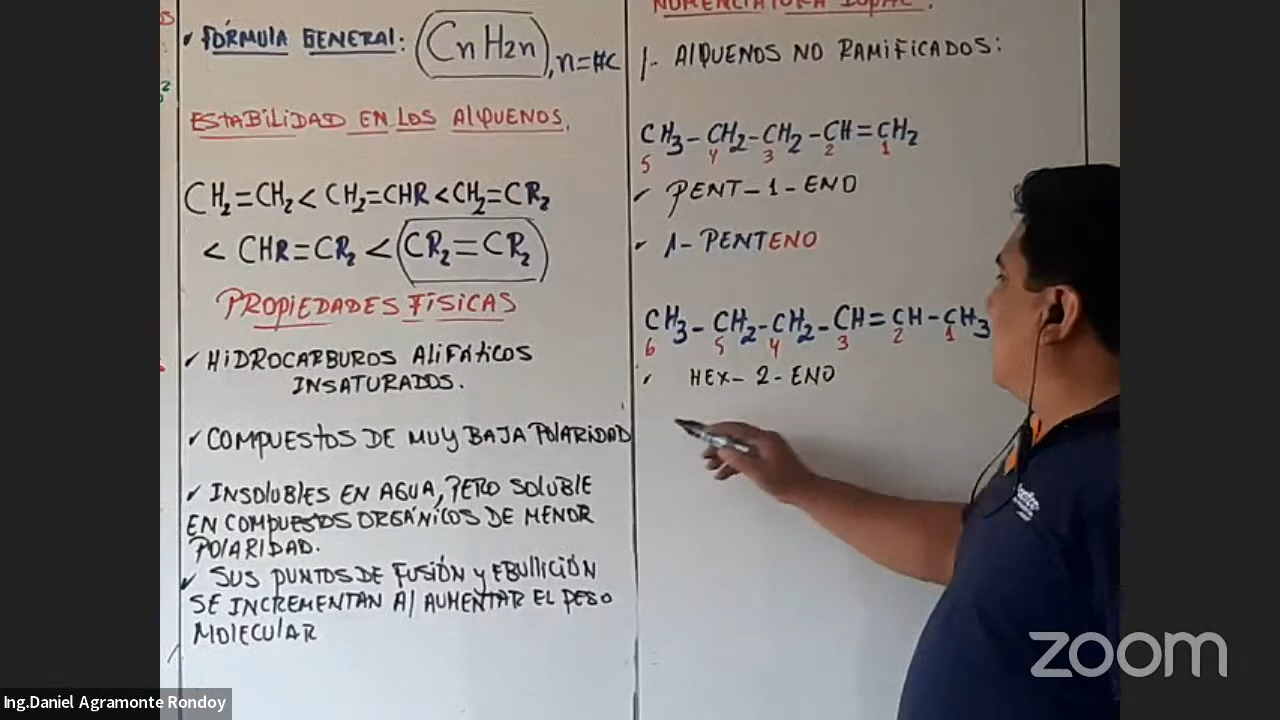 ✓ FÓRMULA GENERAL: CnH2n, n=#C
ESTABILIDAD EN LOS ALQUENOS.
CH2=CH2 < CH2=CHR < CH2=CR2
< CHR=CR2 < CR2=CR2
PROPIEDADES FÍSICAS
✓ HIDROCARBUROS ALIFÁTICOS
INSATURADOS.
✓ COMPUESTOS DE MUY BAJA POLARIDAD
✓ INSOLUBLES EN AGUA, PERO SOLUBLE
EN COMPUESTOS ORGÁNICOS DE MENOR
POLARIDAD.
✓ SUS PUNTOS DE FUSIÓN y EBULLICIÓN
SE INCREMENTAN Al AUMENTAR EL PESO
MOLECULAR
NOMENCLATURA IUPAC:
1- ALQUENOS NO RAMIFICADOS:
CH3-CH2-CH2-CH=CH2
5 4 3 2 1
✓ PENT-1-ENO
✓ 1-PENTENO
CH3-CH2-CH2-CH=CH-CH3
6 5 4 3 2 1
✓ HEX-2-ENO
zoom
Ing.Daniel Agramonte Rondoy